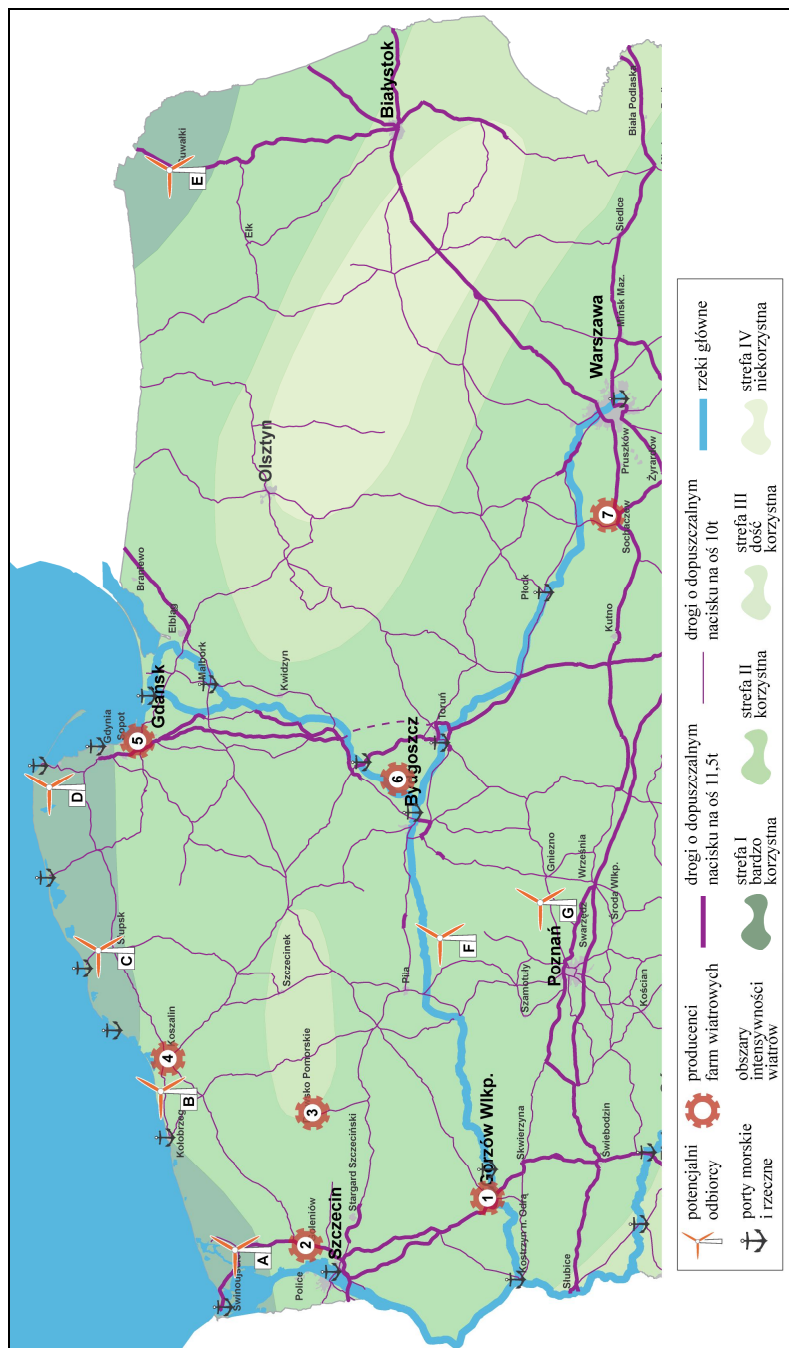 D
Gdynia
C
Słupsk
Sopot
Braniewo
5
Gdańsk
4
Koszalin
Elbląg
uwałki
B
Kołobrzeg
E
Malbork
A
Ełk
Olsztyn
Szczecinek
Kwidzyn
Police
2
oleniów
3
sko Pomorskie
Szczecin
Stargard Szczeciński
Białystok
6
Piła
Bydgoszcz
Toruń
F
1
Gorzów Wlkp.
Kostrzyn n. Odrą
Skwierzyna
Szamotuły
Płock
Gniezno
Poznań
G
Słubice
Swarzędz
Września
Warszawa
Świebodzin
Środa Wlkp.
Kutno
7
Sochaczew
Pruszków
Mińsk Maz.
Siedlce
Kościan
Żyrardów
Biała Podlaska
potencjalni
odbiorcy
producenci
farm wiatrowych
drogi o dopuszczalnym
nacisku na oś 11,5t
drogi o dopuszczalnym
nacisku na oś 10t
rzeki główne
porty morskie
i rzeczne
obszary
intensywności
wiatrów
strefa I
bardzo
korzystna
strefa II
korzystna
strefa III
dość
korzystna
strefa IV
niekorzystna